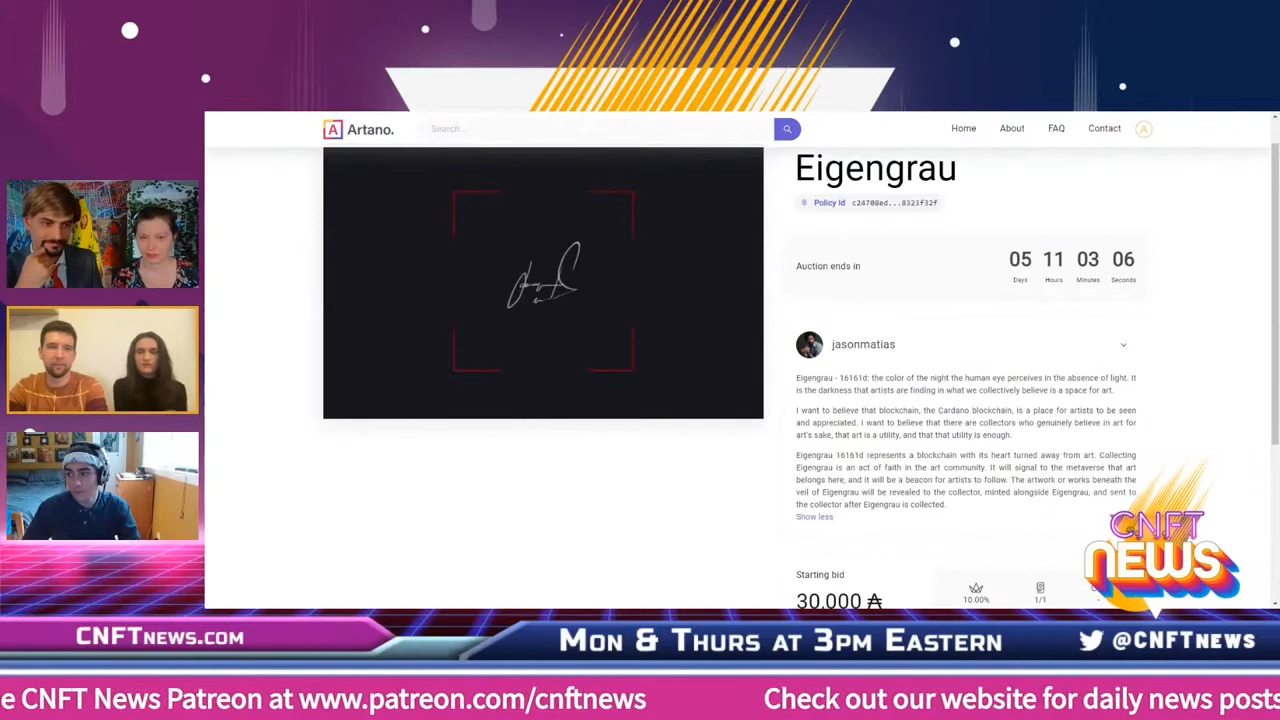 A Artano.
Search...
Home About FAQ Contact
Eigengrau
Policy Id c24708ed...8323f32f
Auction ends in
05 11 03 06
Days Hours Minutes Seconds
jasonmatias
Eigengrau - 16161d: the color of the night the human eye perceives in the absence of light. It
is the darkness that artists are finding in what we collectively believe is a space for art.
I want to believe that blockchain, the Cardano blockchain, is a place for artists to be seen
and appreciated. I want to believe that there are collectors who genuinely believe in art for
art's sake, that art is a utility, and that that utility is enough.
Eigengrau 16161d represents a blockchain with its heart turned away from art. Collecting
Eigengrau is an act of faith in the art community. It will signal to the metaverse that art
belongs here, and it will be a beacon for artists to follow. The artwork or works beneath the
veil of Eigengrau will be revealed to the collector, minted alongside Eigengrau, and sent to
the collector after Eigengrau is collected.
Show less
Starting bid
30,000 ₳
10.00% 1/1
CNFT
NEWS
CNFTNEWS.COM
MON & THURS AT 3PM EASTERN
@CNFTNEWS
e CNFT News Patreon at www.patreon.com/cnftnews
Check out our website for daily news posts